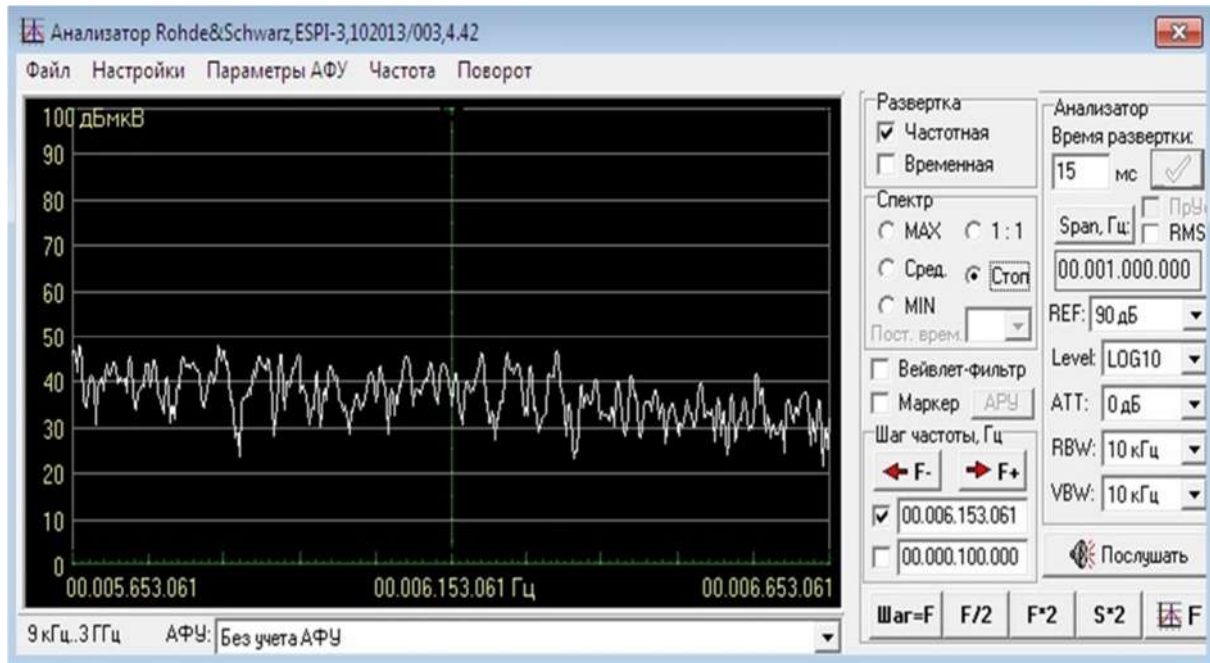 Анализатор Rohde&Schwarz,ESPI-3,102013/003,4.42
Файл Настройки Параметры АФУ Частота Поворот
100 дБмкВ
90
80
70
60
50
40
30
20
10
0
00.005.653.061 00.006.153.061 Гц 00.006.653.061
9 кГц..3 ГГц АФУ: Без учета АФУ
Развертка
Частотная
Временная
Спектр
MAX 1 : 1
Сред. Стоп
MIN
Пост. врем.
Вейвлет-фильтр
Маркер АРУ
Шаг частоты, Гц
F- F+
00.006.153.061
00.000.100.000
Анализатор
Время развертки:
15 мс
Span, Гц: RMS
00.001.000.000
REF: 90 дБ
Level: LOG10
ATT: 0 дБ
RBW: 10 кГц
VBW: 10 кГц
Послушать
Шаг=F F/2 F*2 S*2 F